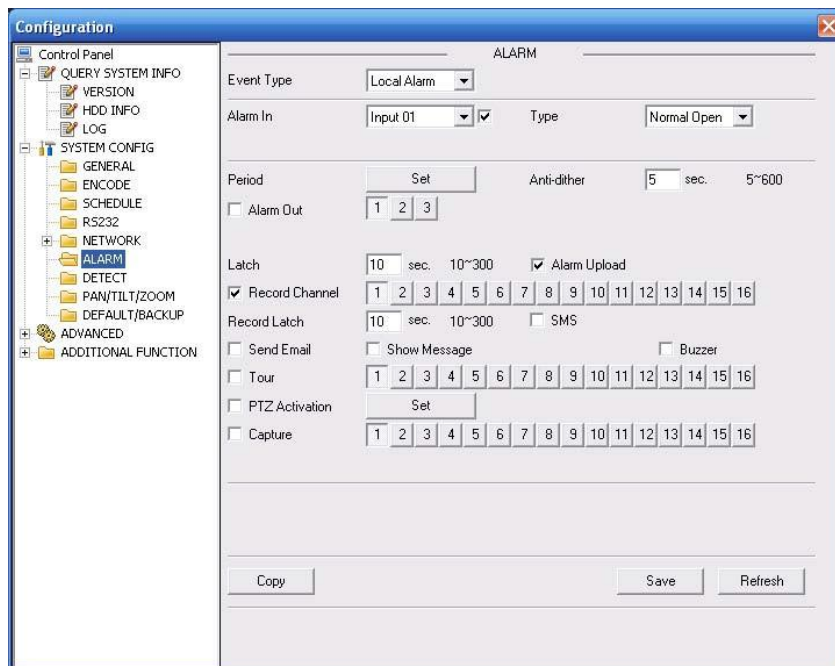 Configuration
Control Panel
QUERY SYSTEM INFO
VERSION
HDD INFO
LOG
SYSTEM CONFIG
GENERAL
ENCODE
SCHEDULE
RS232
NETWORK
ALARM
DETECT
PAN/TILT/ZOOM
DEFAULT/BACKUP
ADVANCED
ADDITIONAL FUNCTION
ALARM
Event Type Local Alarm
Alarm In Input 01 Type Normal Open
Period Set Anti-dither 5 sec. 5~600
Alarm Out 1 2 3
Latch 10 sec. 10~300 Alarm Upload
Record Channel 1 2 3 4 5 6 7 8 9 10 11 12 13 14 15 16
Record Latch 10 sec. 10~300 SMS
Send Email Show Message Buzzer
Tour 1 2 3 4 5 6 7 8 9 10 11 12 13 14 15 16
PTZ Activation Set
Capture 1 2 3 4 5 6 7 8 9 10 11 12 13 14 15 16
Copy Save Refresh